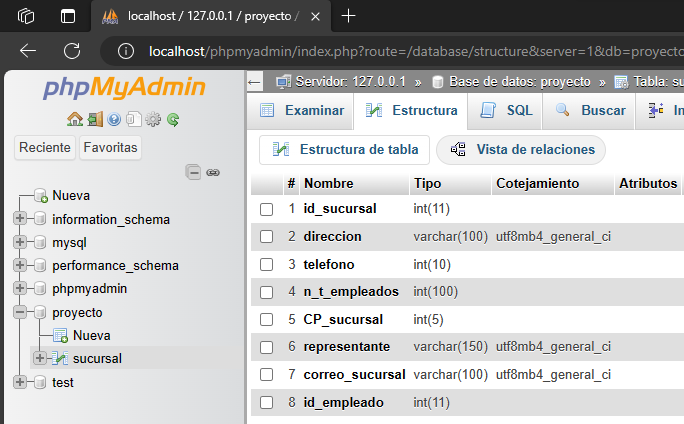 localhost / 127.0.0.1 / proyecto /
localhost/phpmyadmin/index.php?route=/database/structure&server=1&db=proyecto
phpMyAdmin
Reciente Favoritas
Nueva
information_schema
mysql
performance_schema
phpmyadmin
proyecto
Nueva
sucursal
test
Servidor: 127.0.0.1 » Base de datos: proyecto » Tabla: su
Examinar Estructura SQL Buscar In
Estructura de tabla Vista de relaciones
# Nombre Tipo Cotejamiento Atributos
1 id_sucursal int(11)
2 direccion varchar(100) utf8mb4_general_ci
3 telefono int(10)
4 n_t_empleados int(100)
5 CP_sucursal int(5)
6 representante varchar(150) utf8mb4_general_ci
7 correo_sucursal varchar(100) utf8mb4_general_ci
8 id_empleado int(11)